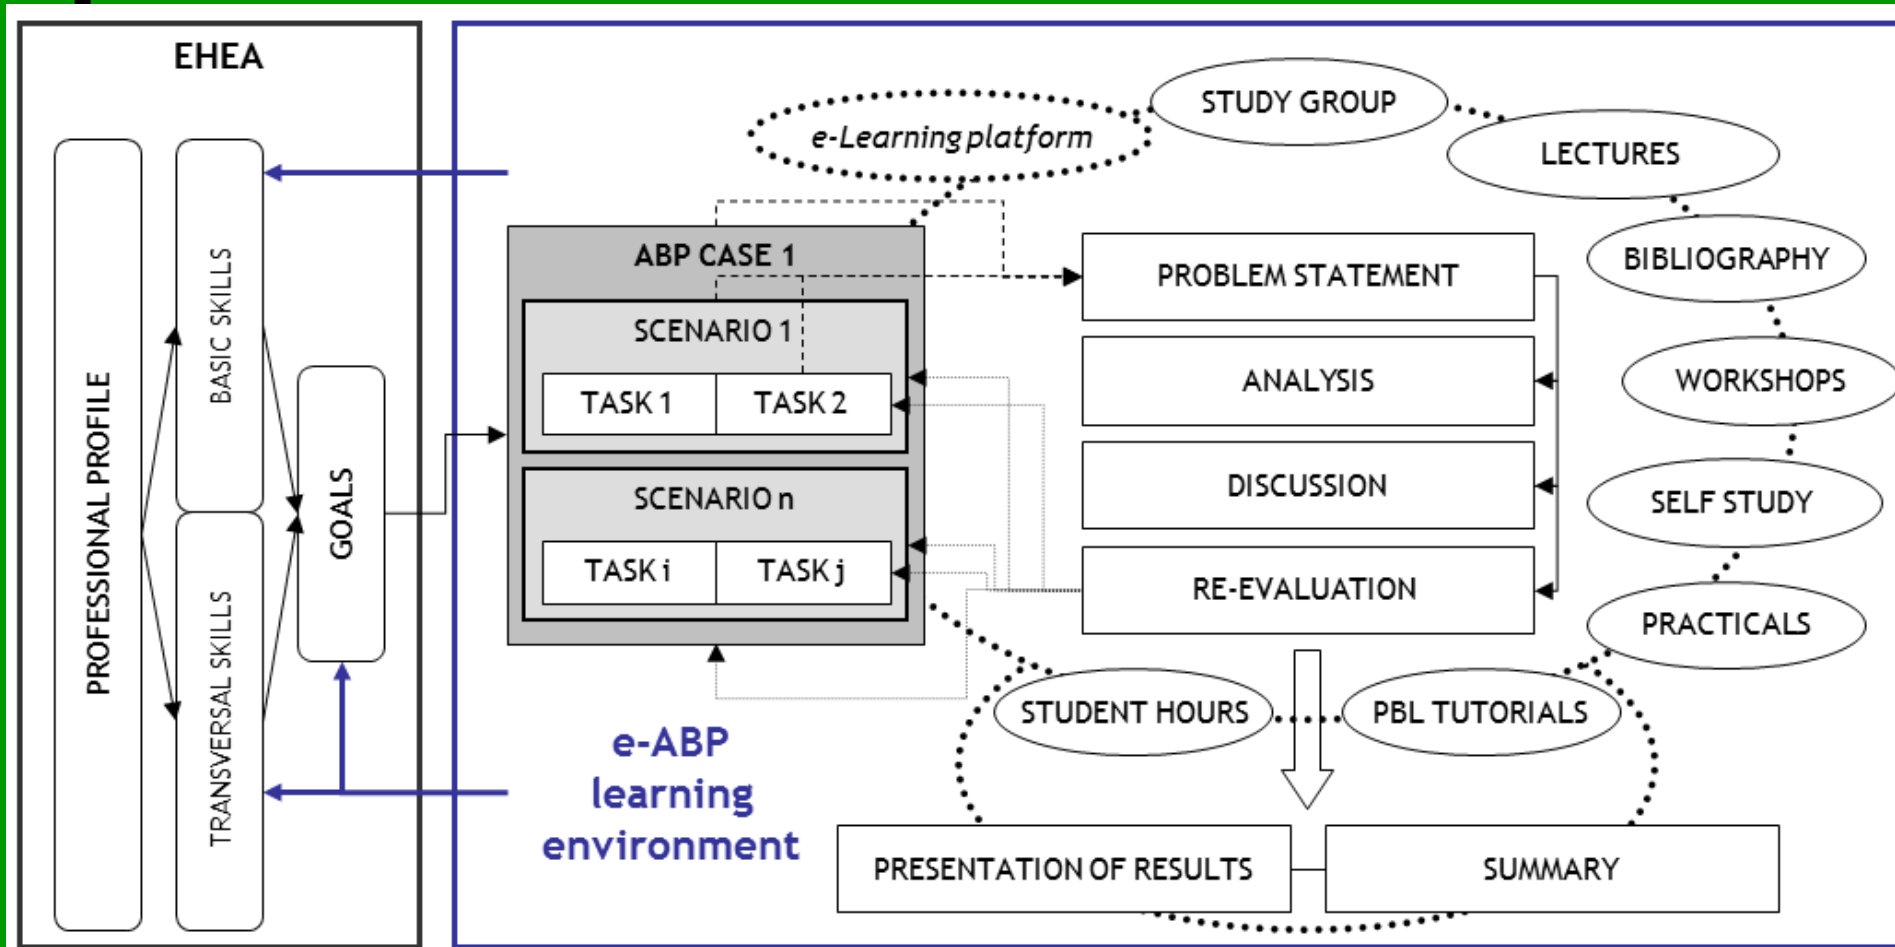 EHEA
PROFESSIONAL PROFILE
BASIC SKILLS
TRANSVERSAL SKILLS
GOALS
e-Learning platform
STUDY GROUP
LECTURES
BIBLIOGRAPHY
WORKSHOPS
SELF STUDY
PRACTICALS
PBL TUTORIALS
STUDENT HOURS
ABP CASE 1
SCENARIO 1
TASK 1
TASK 2
SCENARIO n
TASK i
TASK j
PROBLEM STATEMENT
ANALYSIS
DISCUSSION
RE-EVALUATION
e-ABP
learning
environment
PRESENTATION OF RESULTS
SUMMARY